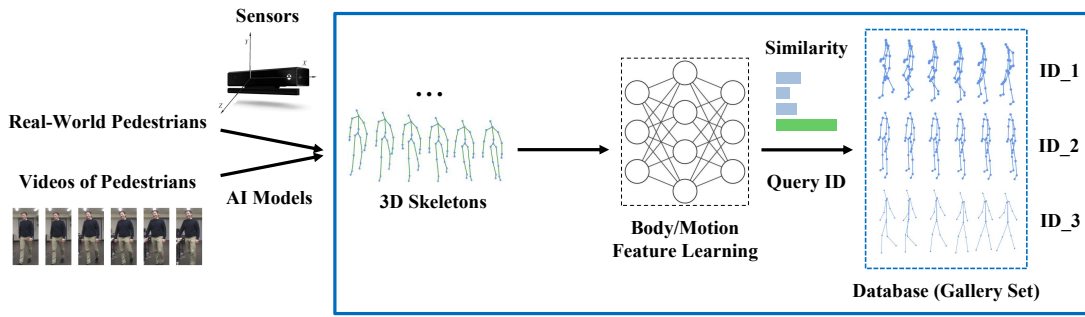 Sensors
Y
X
Z
Real-World Pedestrians
Videos of Pedestrians
AI Models
...
3D Skeletons
Body/Motion
Feature Learning
Similarity
Query ID
ID_1
ID_2
ID_3
Database (Gallery Set)